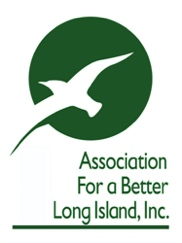 Association
For a Better
Long Island, Inc.